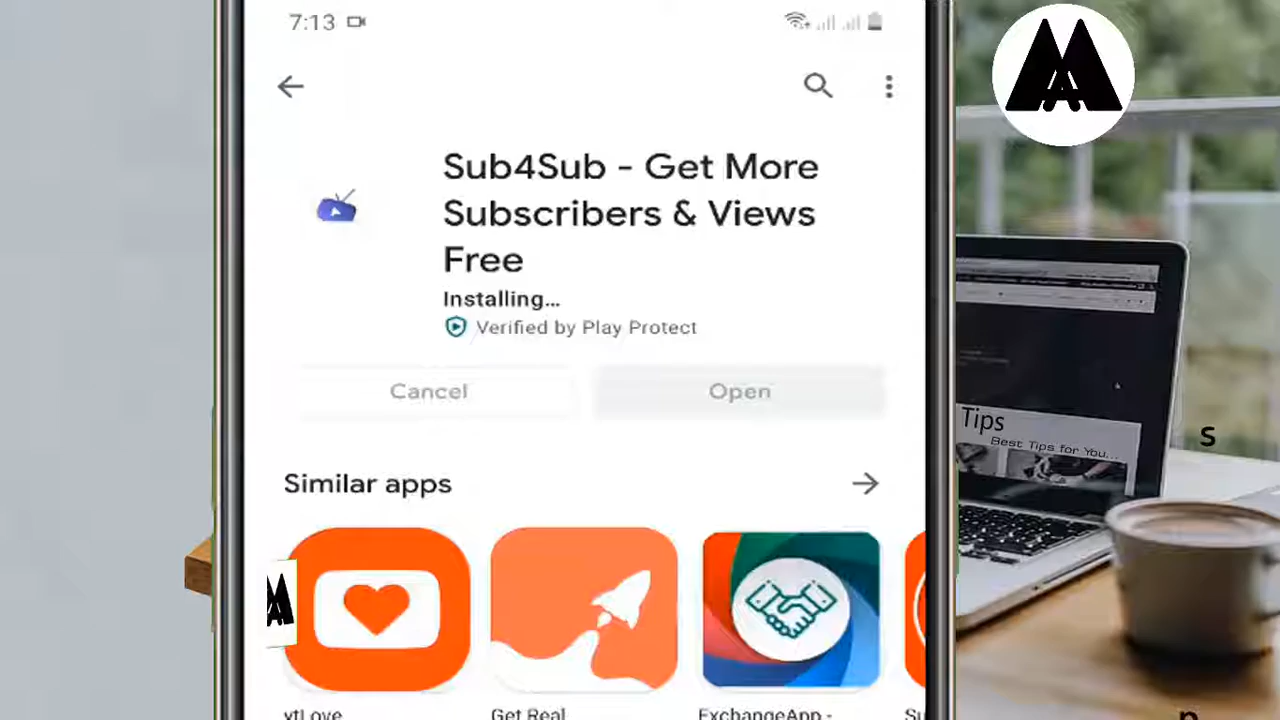 7:13
Sub4Sub - Get More
Subscribers & Views
Free
Installing...
Verified by Play Protect
Cancel
Open
Similar apps
ytLove
Get Real
ExchangeApp -
Su
Tips
Best Tips for You...
s
n